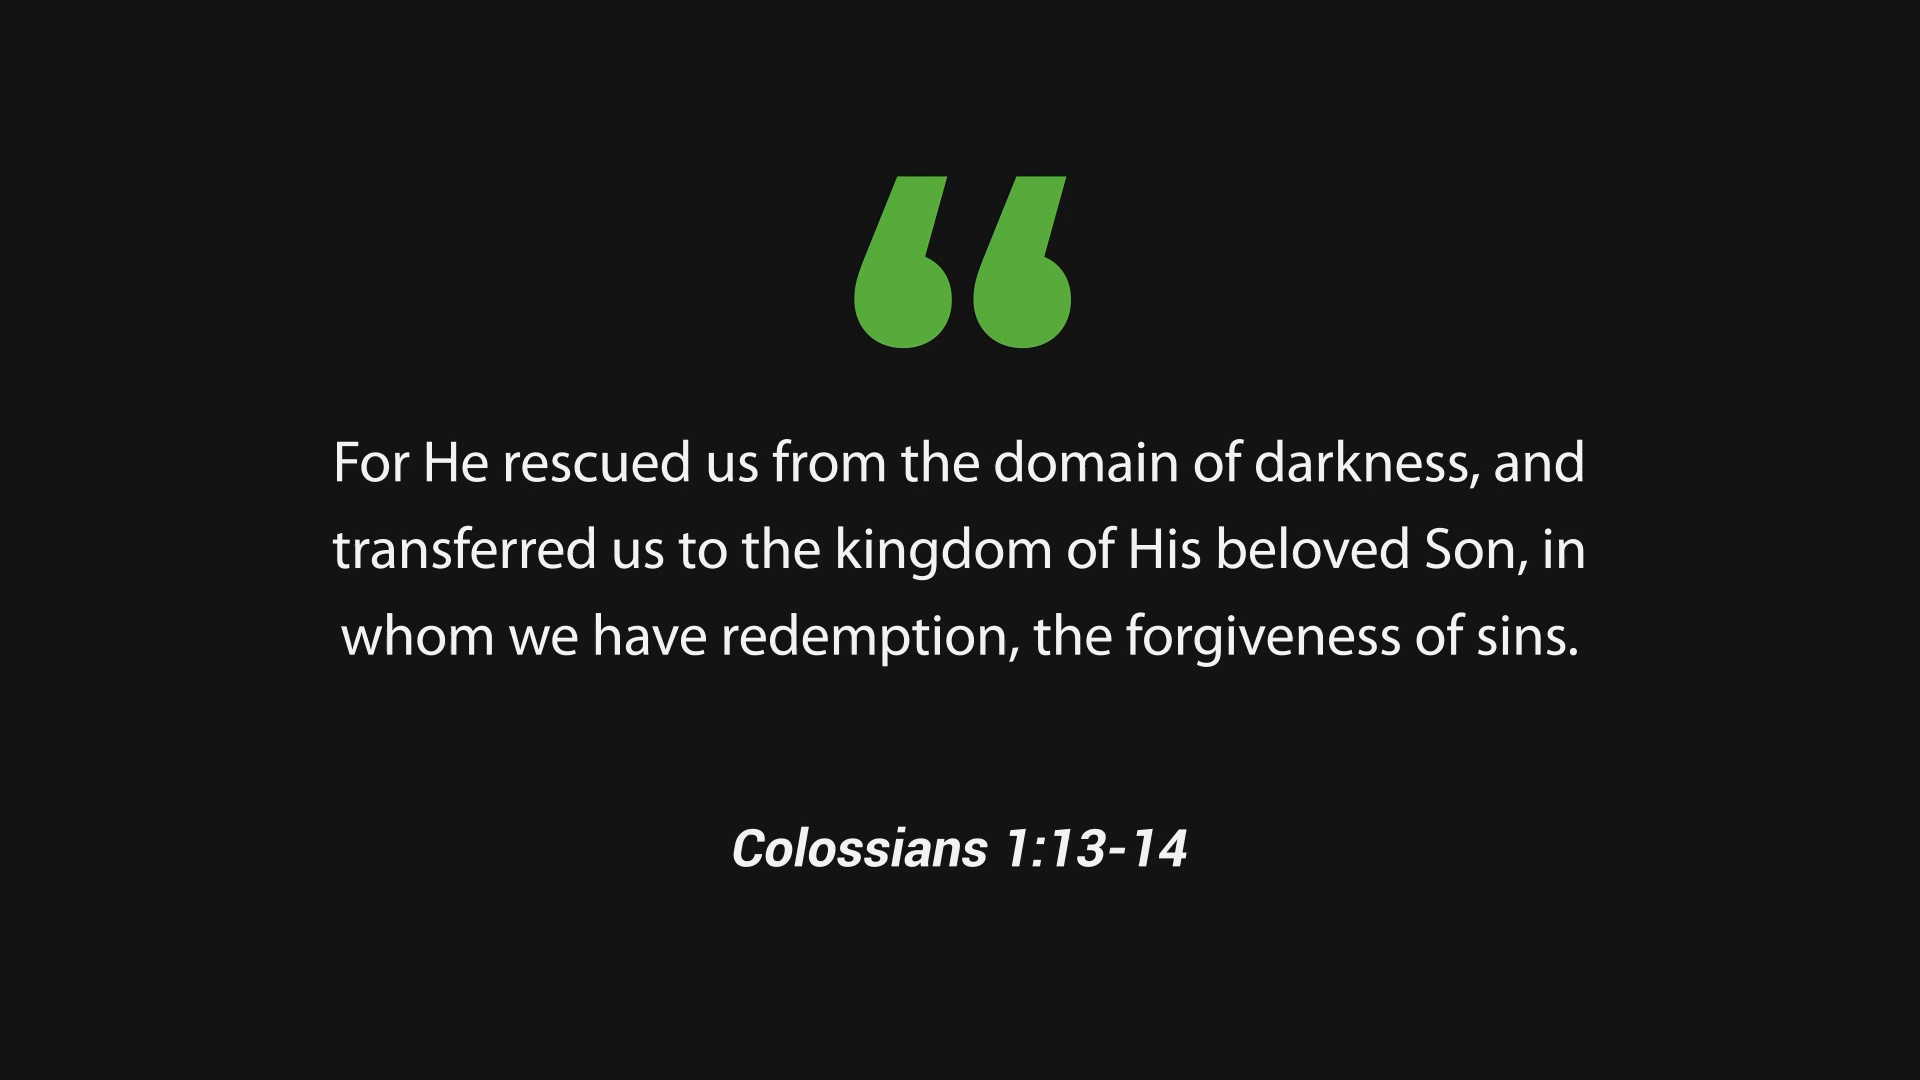 “
For He rescued us from the domain of darkness, and
transferred us to the kingdom of His beloved Son, in
whom we have redemption, the forgiveness of sins.
Colossians 1:13-14